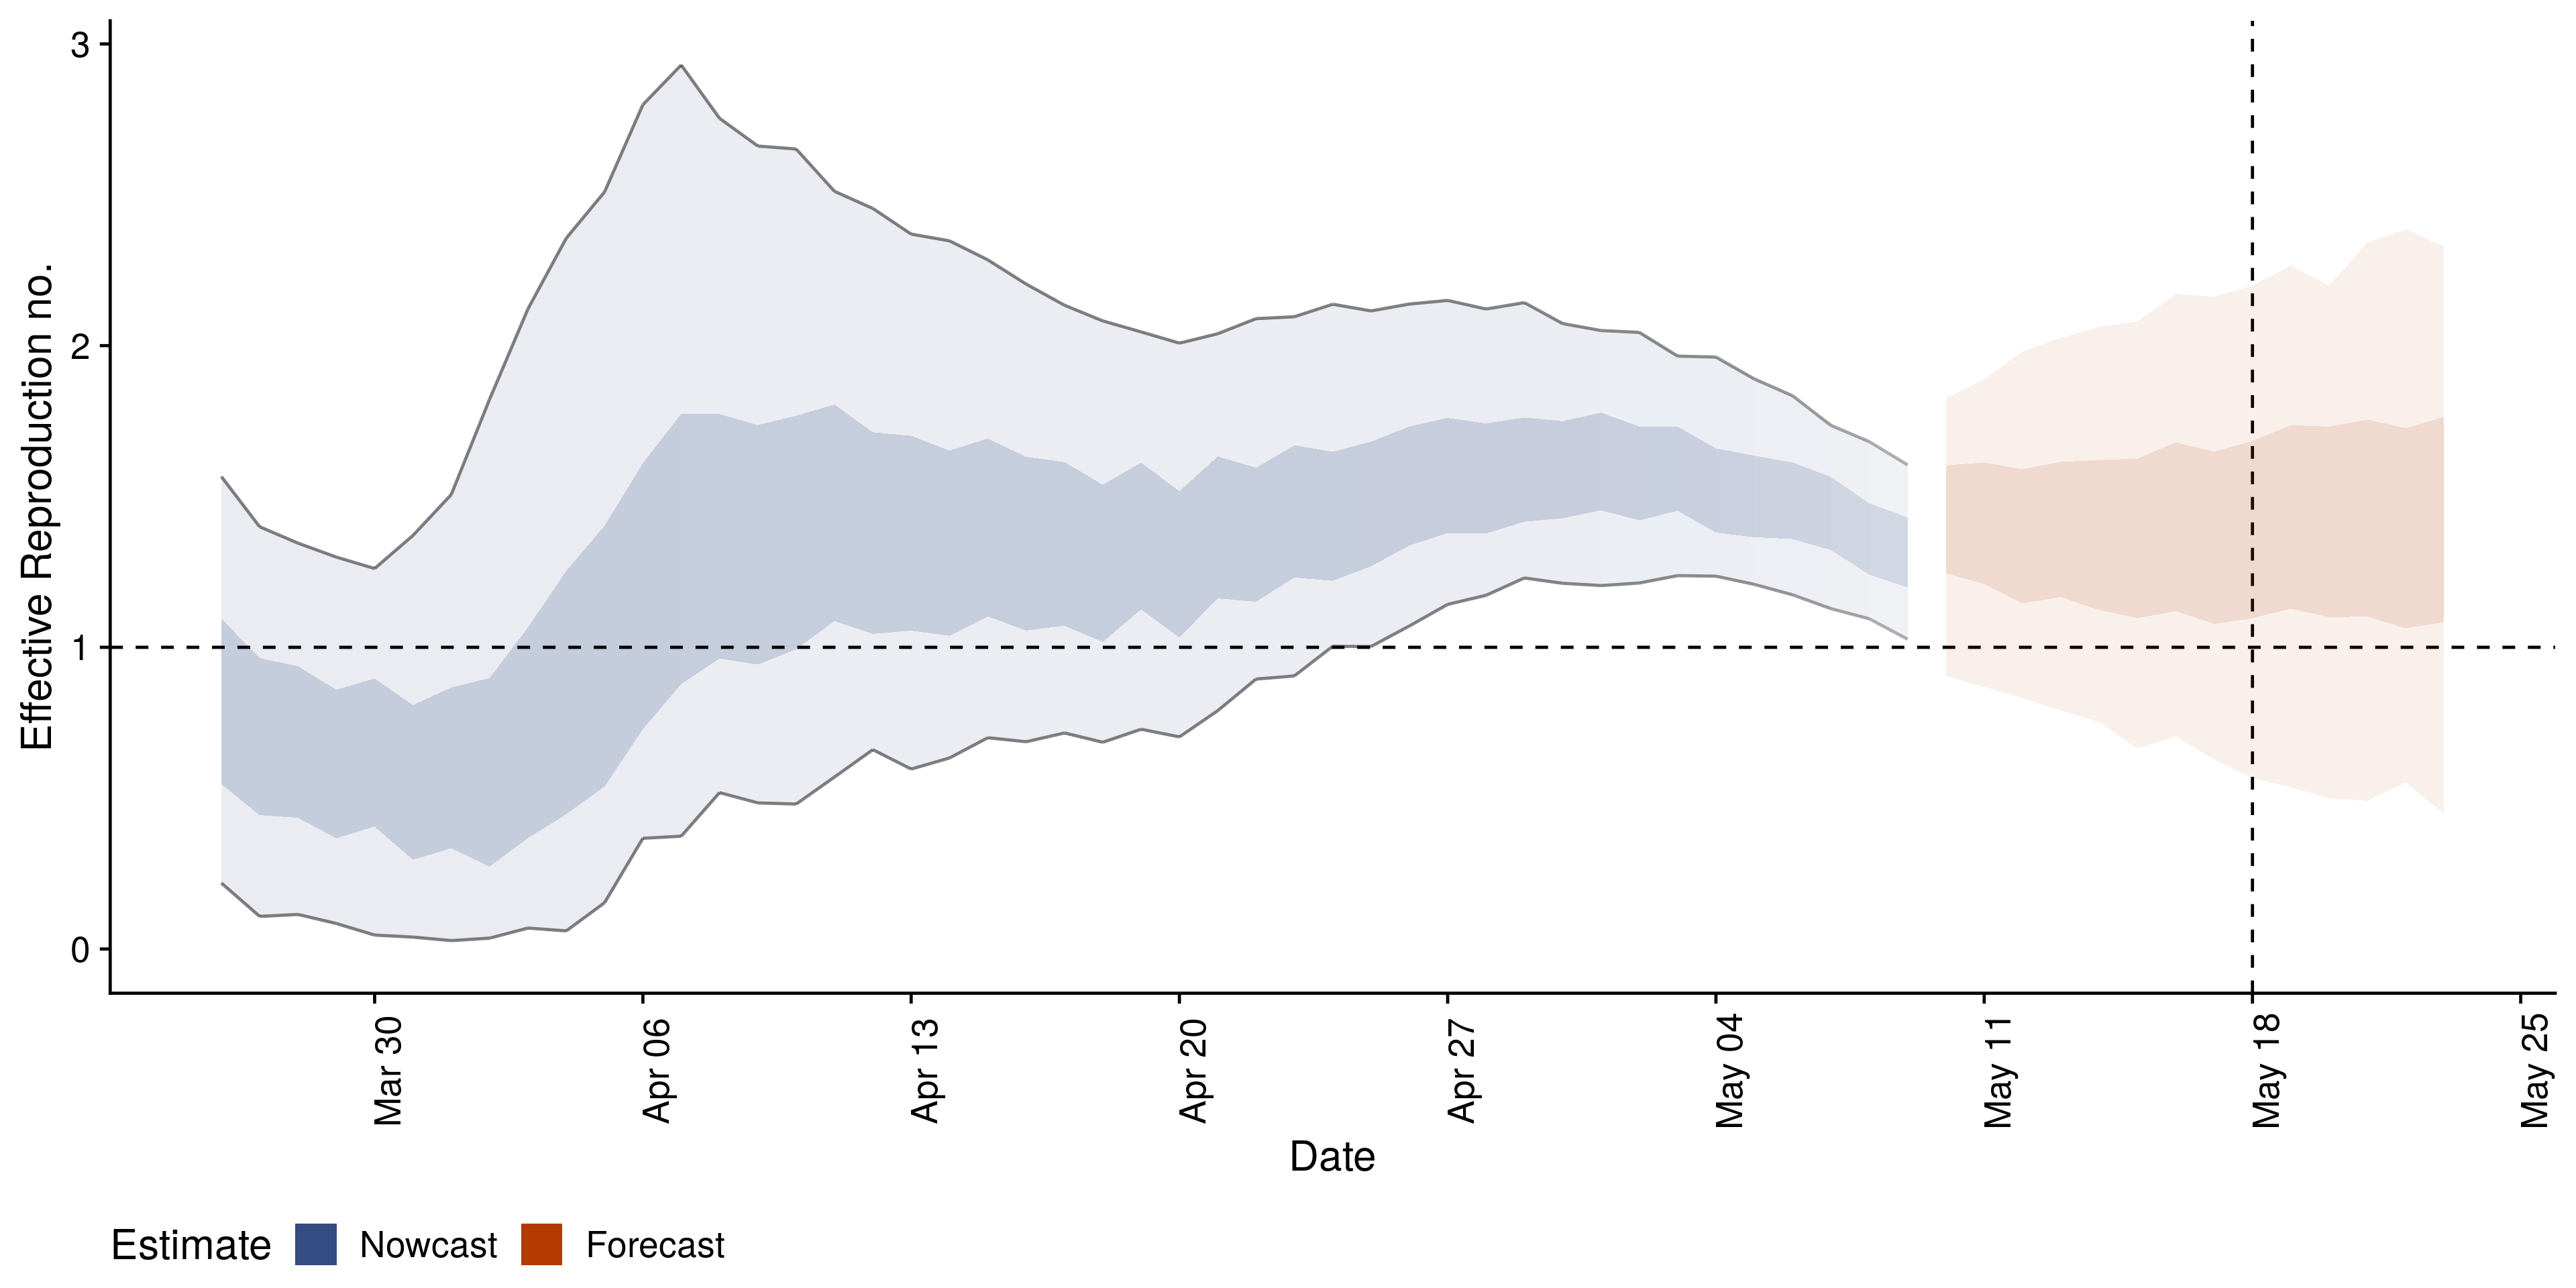 Effective Reproduction no.
3
2
1
0
Mar 30
Apr 06
Apr 13
Apr 20
Apr 27
May 04
May 11
May 18
May 25
Date
Estimate Nowcast Forecast